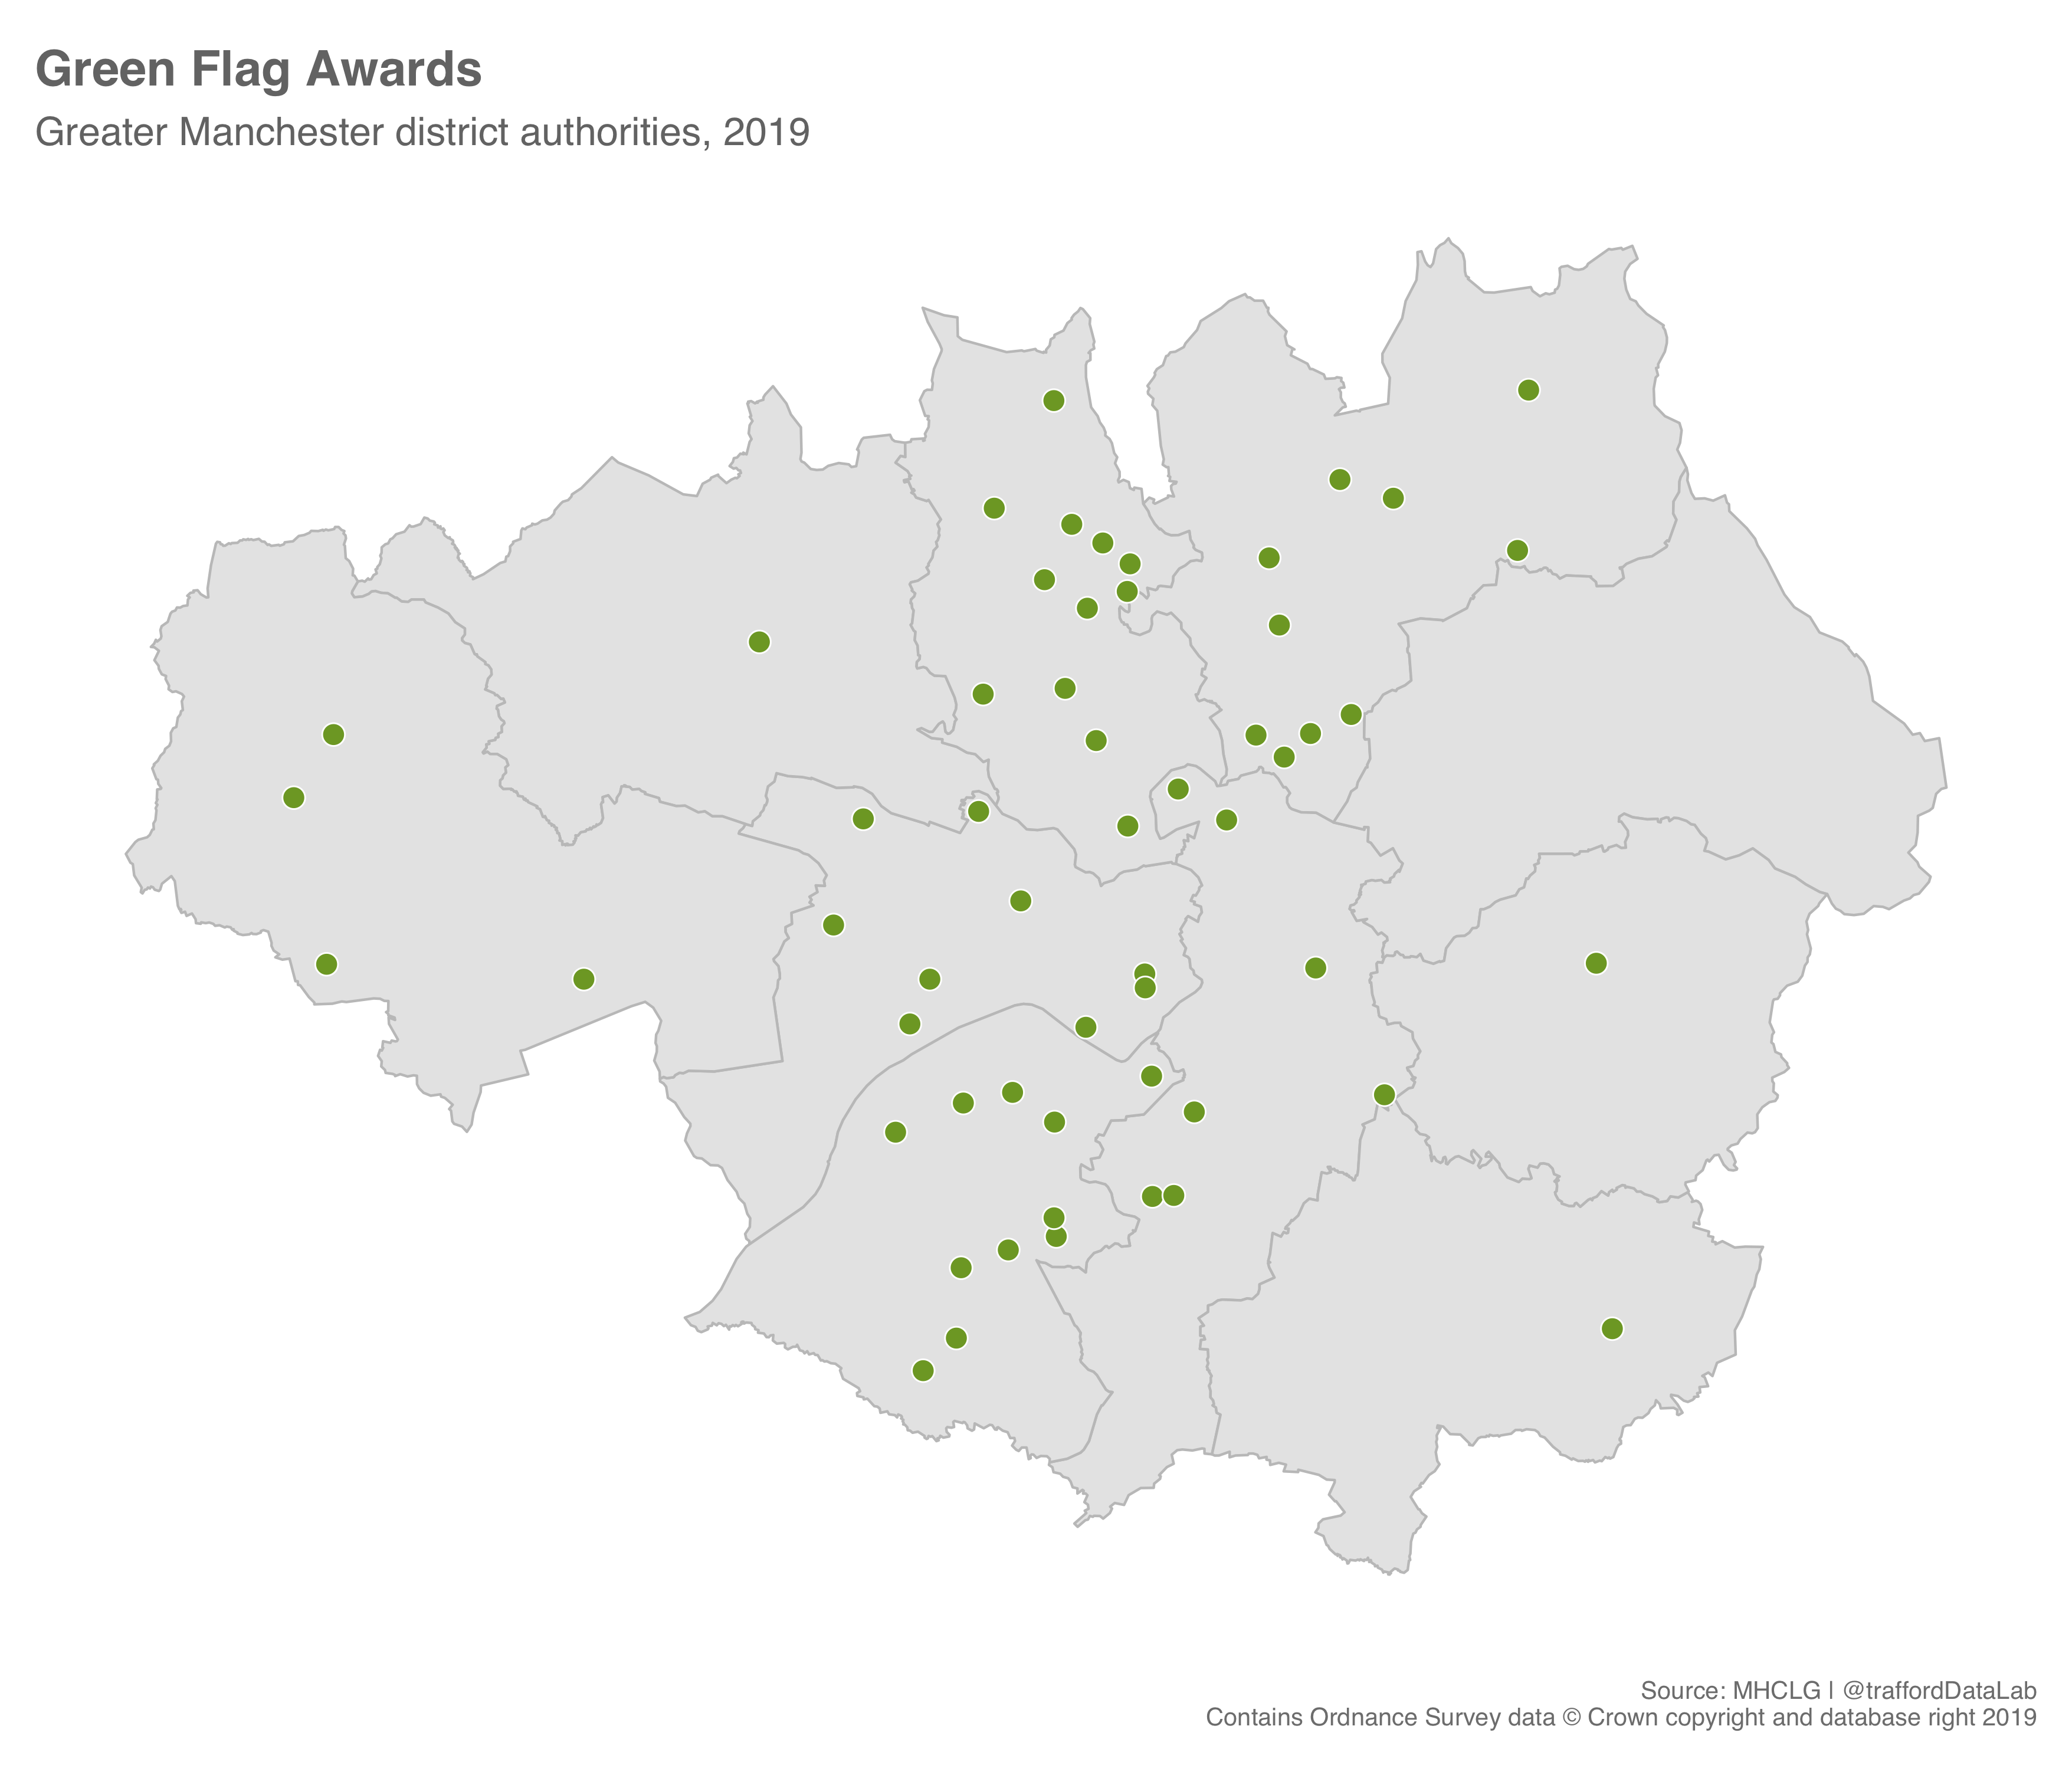 Green Flag Awards
Greater Manchester district authorities, 2019
Source: MHCLG | @traffordDataLab
Contains Ordnance Survey data © Crown copyright and database right 2019